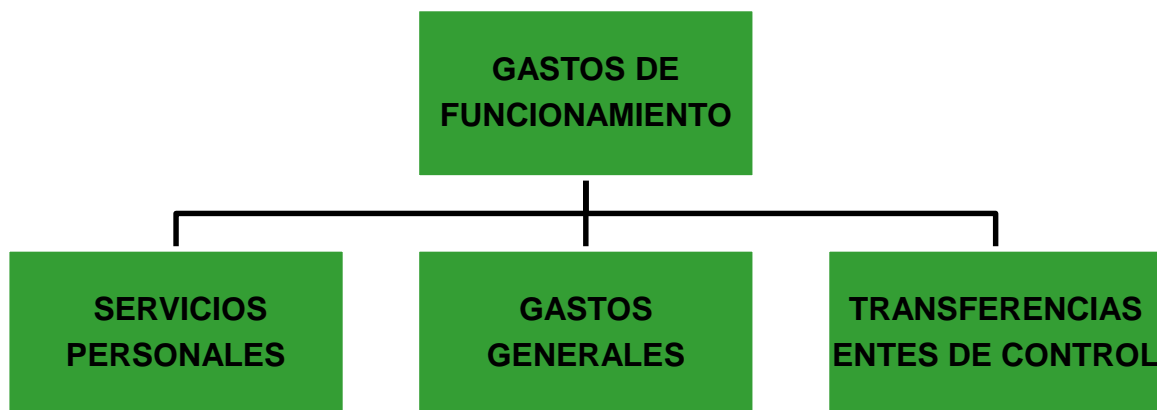 GASTOS DE
FUNCIONAMIENTO
SERVICIOS
PERSONALES
GASTOS
GENERALES
TRANSFERENCIAS
ENTES DE CONTROL